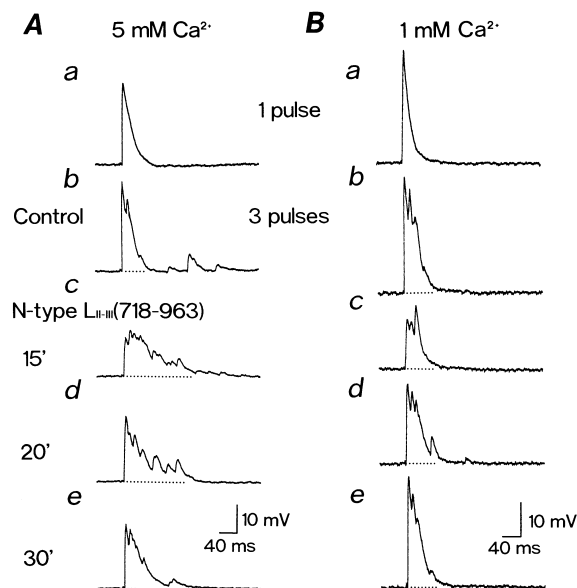 A
5 mM Ca²⁺
B
1 mM Ca²⁺
a
a
1 pulse
b
b
Control
3 pulses
c
c
N-type LII-III(718-963)
15'
d
d
20'
e
e
10 mV
40 ms
10 mV
40 ms
30'